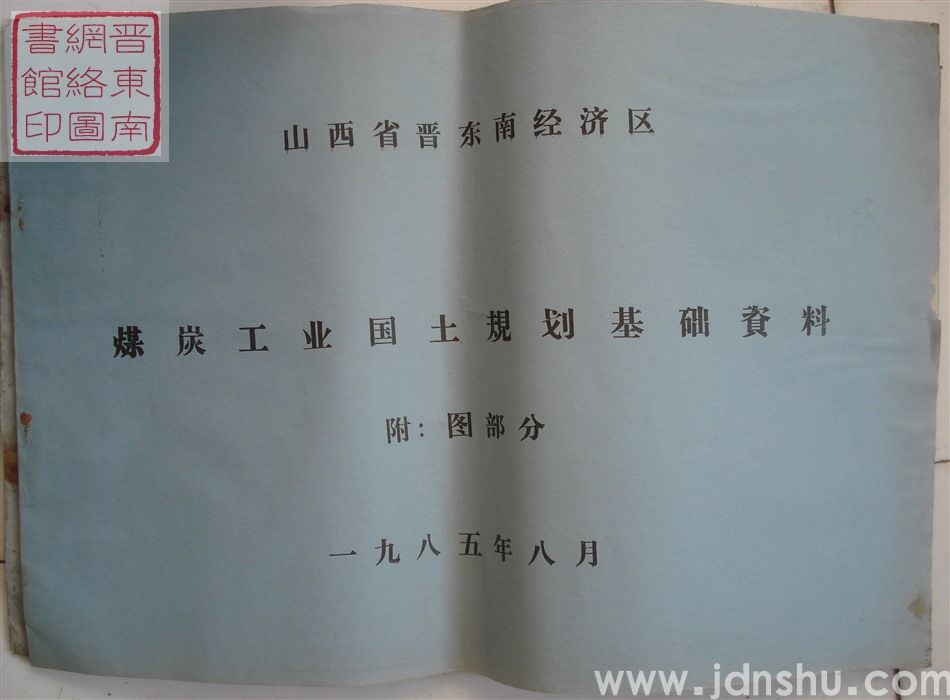 晋東南
網絡圖
書館印
山西省晋东南经济区
煤炭工业国土規划基础資料
附：图部分
一九八五年八月
www.jdnshu.com